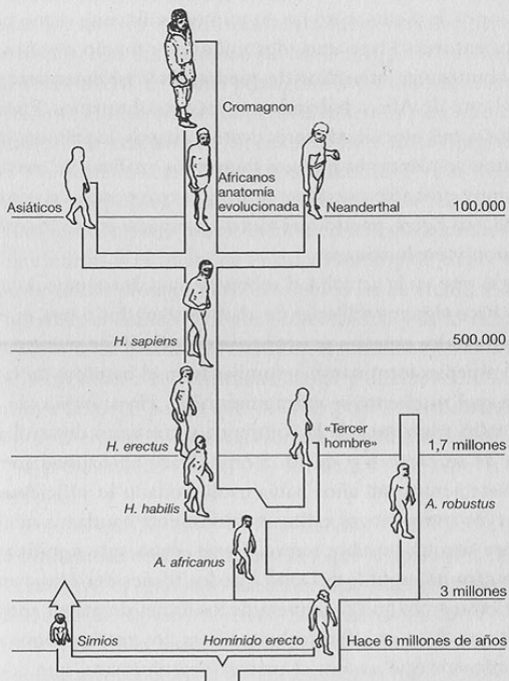 Cromagnon
Asiáticos
Africanos
anatomía
evolucionada
Neanderthal
100.000
H. sapiens
500.000
H. erectus
«Tercer
hombre»
1,7 millones
H. habilis
A. robustus
A. africanus
3 millones
Simios
Homínido erecto
Hace 6 millones de años